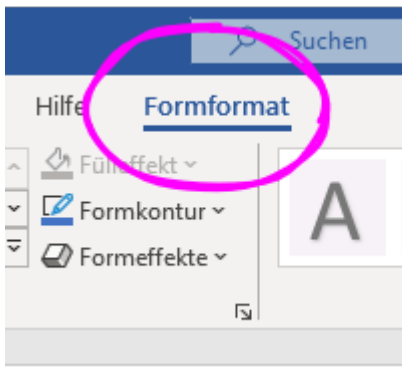 Suchen
Hilfe Formformat
Fülleffekt
Formkontur
Formeffekte
A